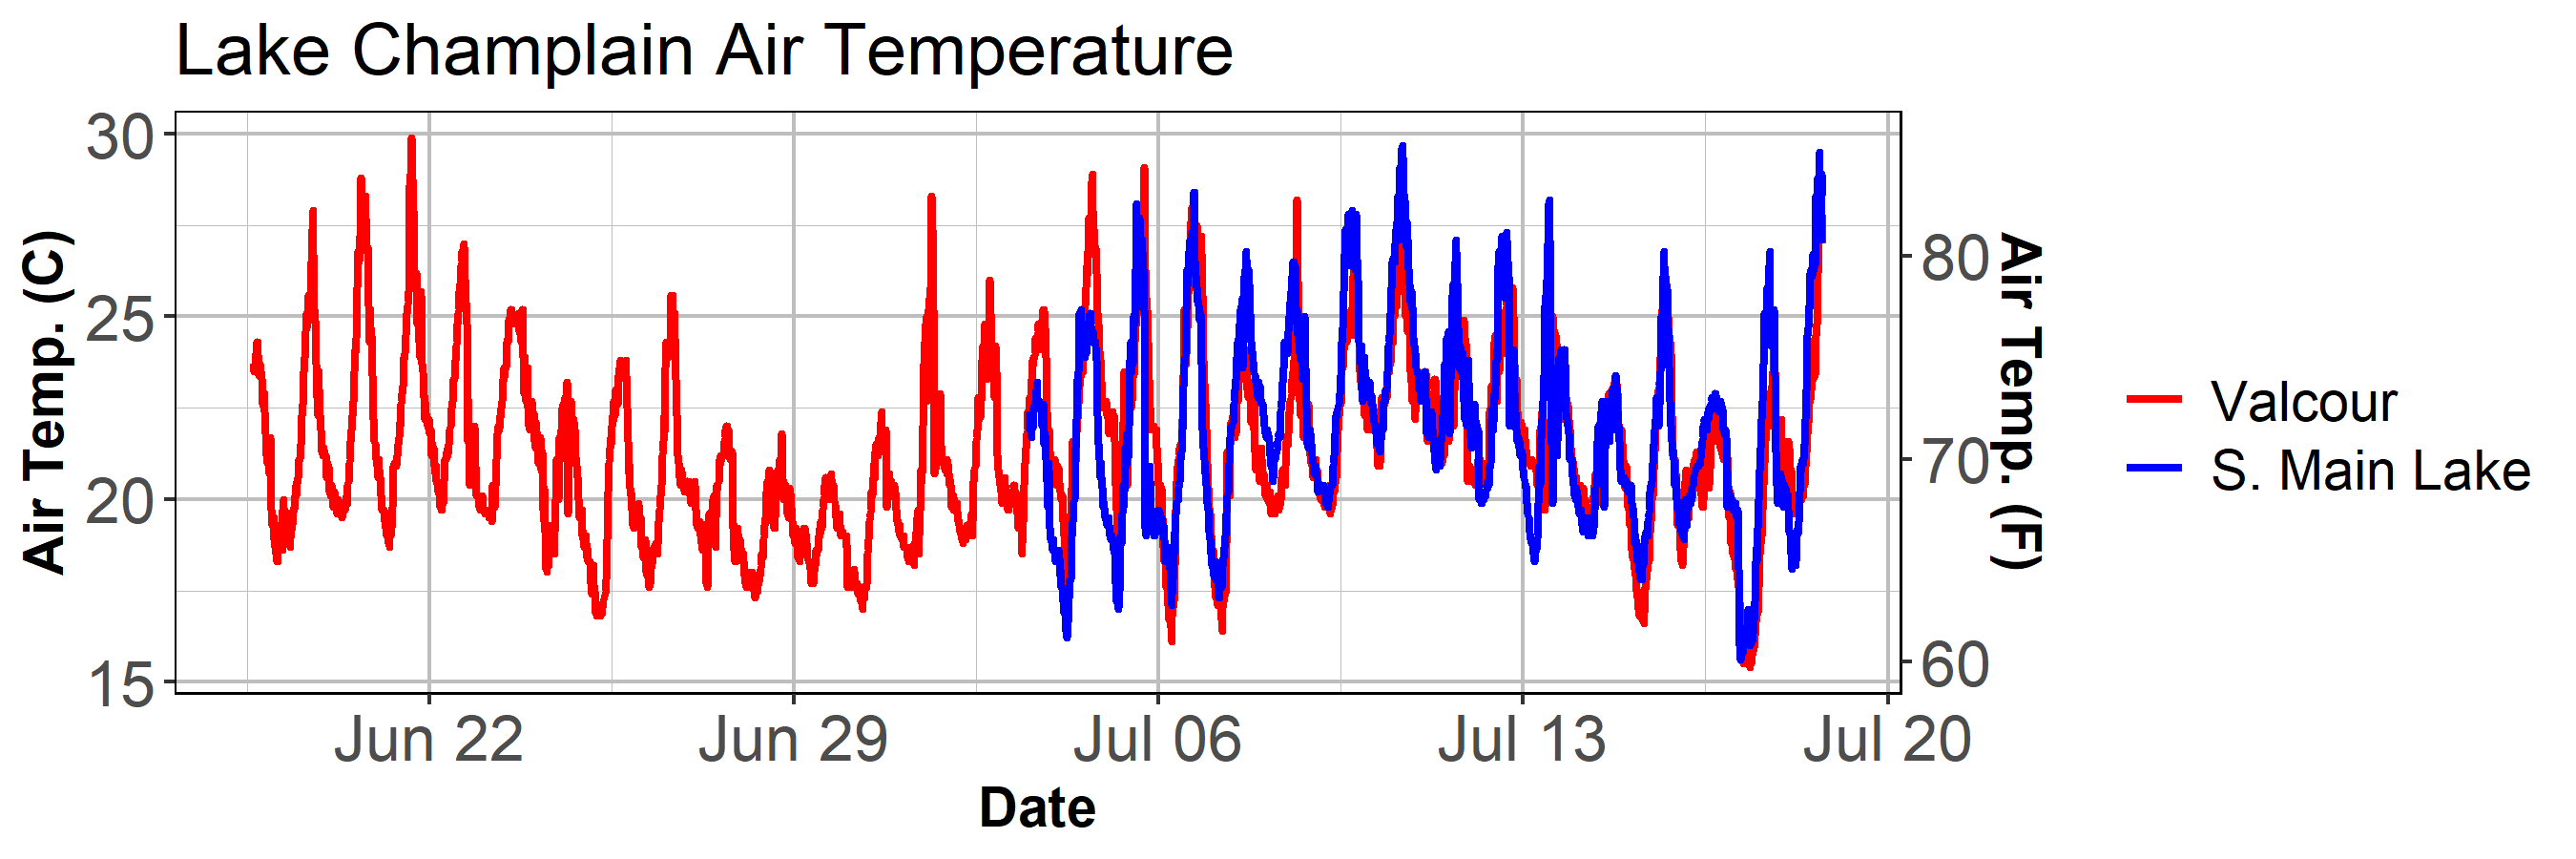 Lake Champlain Air Temperature
30
25
20
15
Air Temp. (C)
80
70
60
Air Temp. (F)
Jun 22
Jun 29
Jul 06
Jul 13
Jul 20
Date
Valcour
S. Main Lake